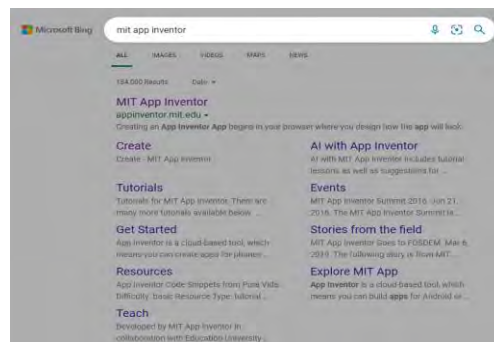 Microsoft Bing
mit app inventor
ALL IMAGES VIDEOS MAPS NEWS
184,000 Results Date
MIT App Inventor
appinventor.mit.edu
Creating an App Inventor App begins in your browser where you design how the app will look.
Create
Create - MIT App Inventor
Tutorials
Tutorials for MIT App Inventor. There are
many more tutorials available below. ...
Get Started
App Inventor is a cloud-based tool, which
means you can create apps for phones ...
Resources
App Inventor Code Snippets from Pura Vida.
Difficulty: basic Resource Type: tutorial ...
Teach
Developed by MIT App Inventor in
collaboration with Education University ...
AI with App Inventor
AI with MIT App Inventor includes tutorial
lessons as well as suggestions for ...
Events
MIT App Inventor Summit 2016. Jun 21,
2016. The MIT App Inventor Summit is ...
Stories from the field
MIT App Inventor Goes to FOSDEM. Mar 6,
2019. The following story is from MIT ...
Explore MIT App
App Inventor is a cloud-based tool, which
means you can build apps for Android or ...